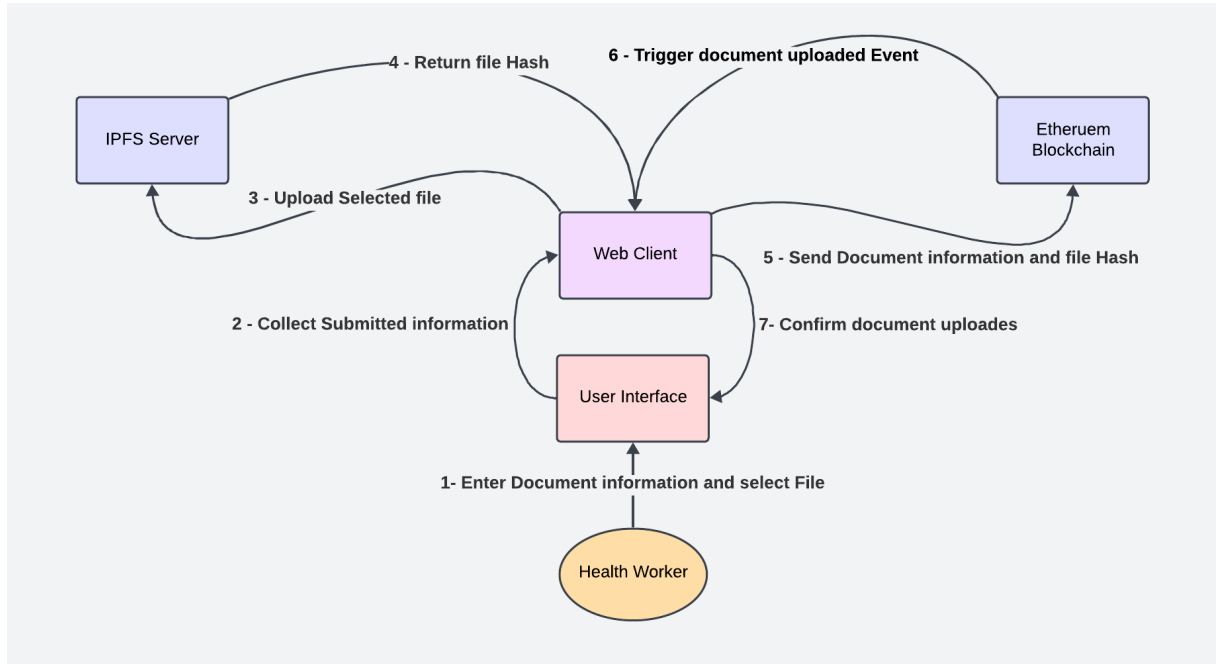 4 - Return file Hash
6 - Trigger document uploaded Event
IPFS Server
Etheruem
Blockchain
3 - Upload Selected file
Web Client
5 - Send Document information and file Hash
2 - Collect Submitted information
7- Confirm document uploades
User Interface
1- Enter Document information and select File
Health Worker